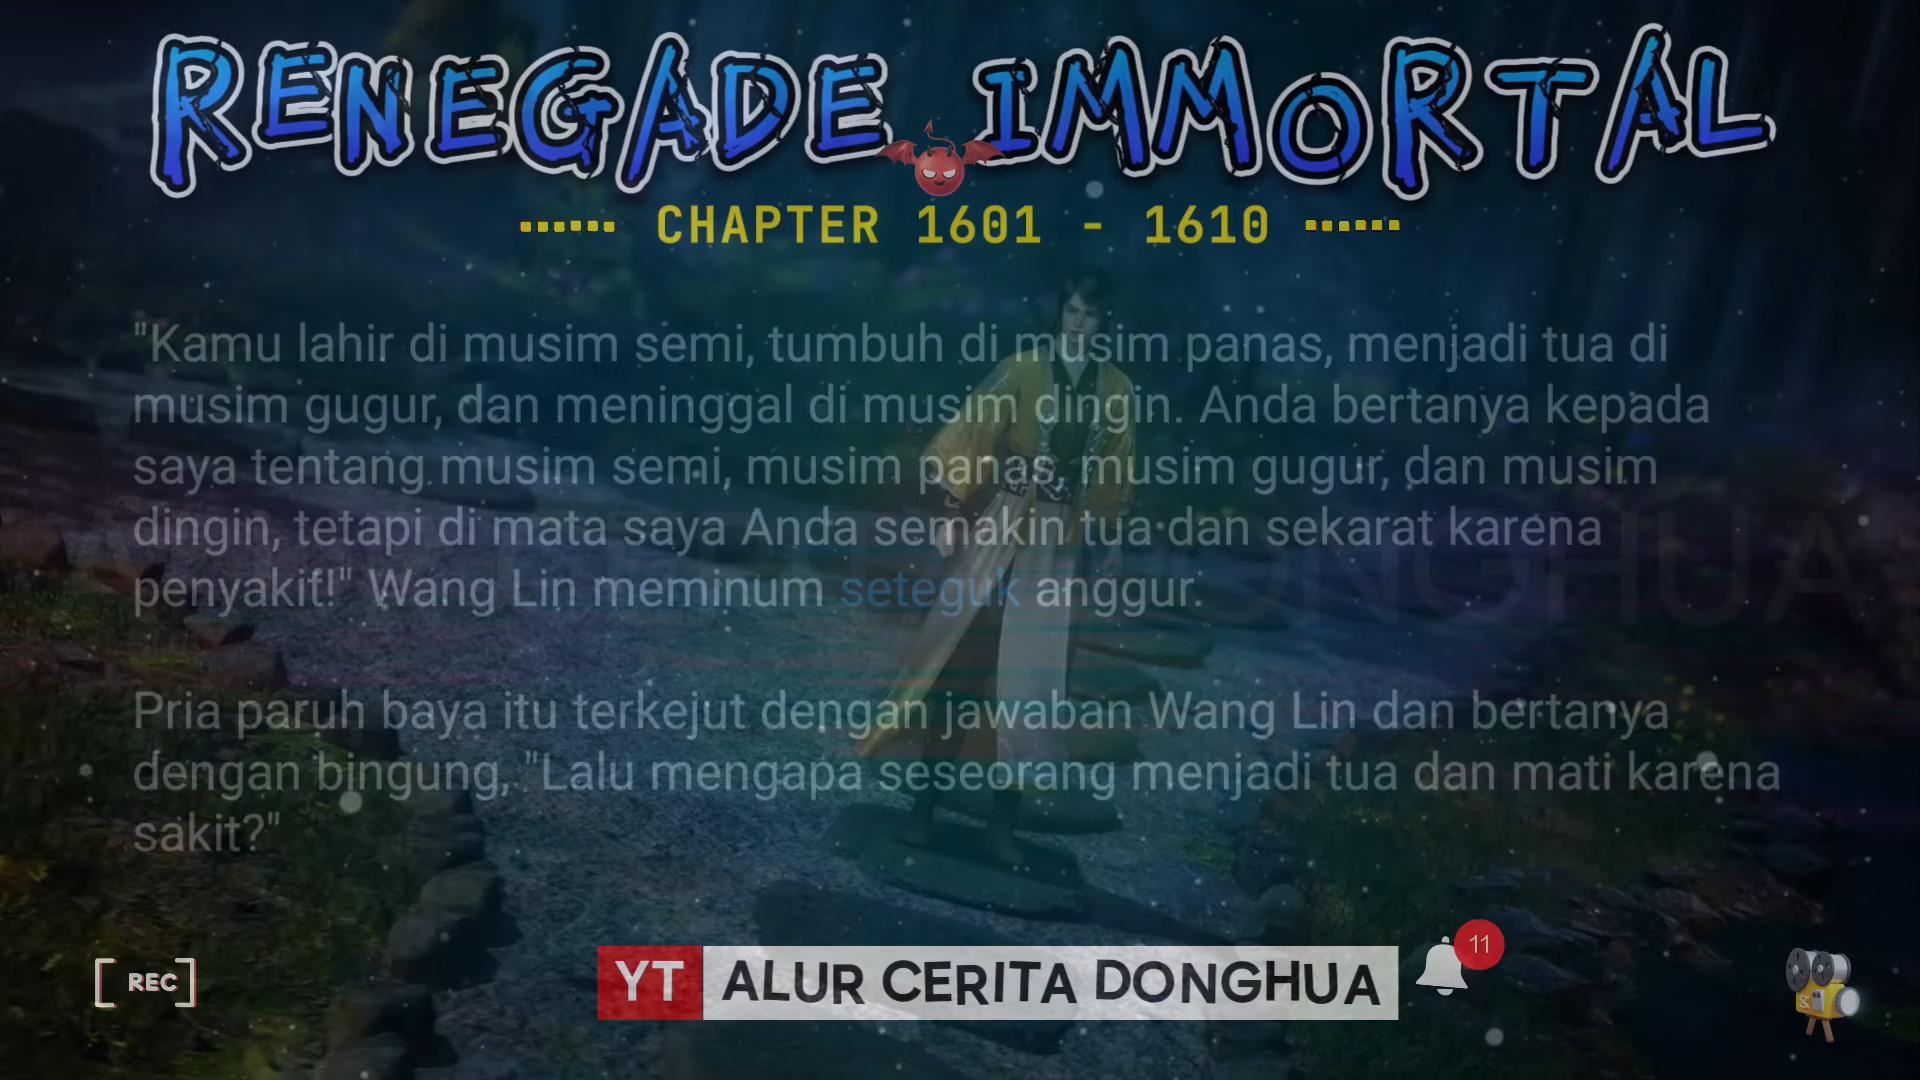 RENEGADE IMMORTAL
CHAPTER 1601 - 1610
"Kamu lahir di musim semi, tumbuh di musim panas, menjadi tua di
musim gugur, dan meninggal di musim dingin. Anda bertanya kepada
saya tentang musim semi, musim panas, musim gugur, dan musim
dingin, tetapi di mata saya Anda semakin tua dan sekarat karena
penyakit!" Wang Lin meminum seteguk anggur.
Pria paruh baya itu terkejut dengan jawaban Wang Lin dan bertanya
dengan bingung, "Lalu mengapa seseorang menjadi tua dan mati karena
sakit?"
DONGHUA
[ REC ]
YT ALUR CERITA DONGHUA
11